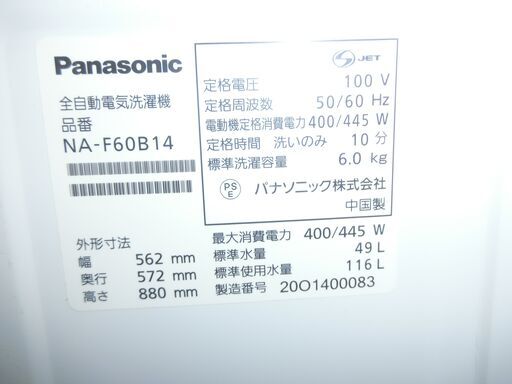 Panasonic
全自動電気洗濯機
品番
NA-F60B14
外形寸法
幅 562 mm
奥行 572 mm
高さ 880 mm
S JET
定格電圧 100 V
定格周波数 50/60 Hz
電動機定格消費電力 400/445 W
定格時間 洗いのみ 10 分
標準洗濯容量 6.0 kg
PS
E
パナソニック株式会社
中国製
最大消費電力 400/445 W
標準水量 49 L
標準使用水量 116 L
製造番号 20O1400083